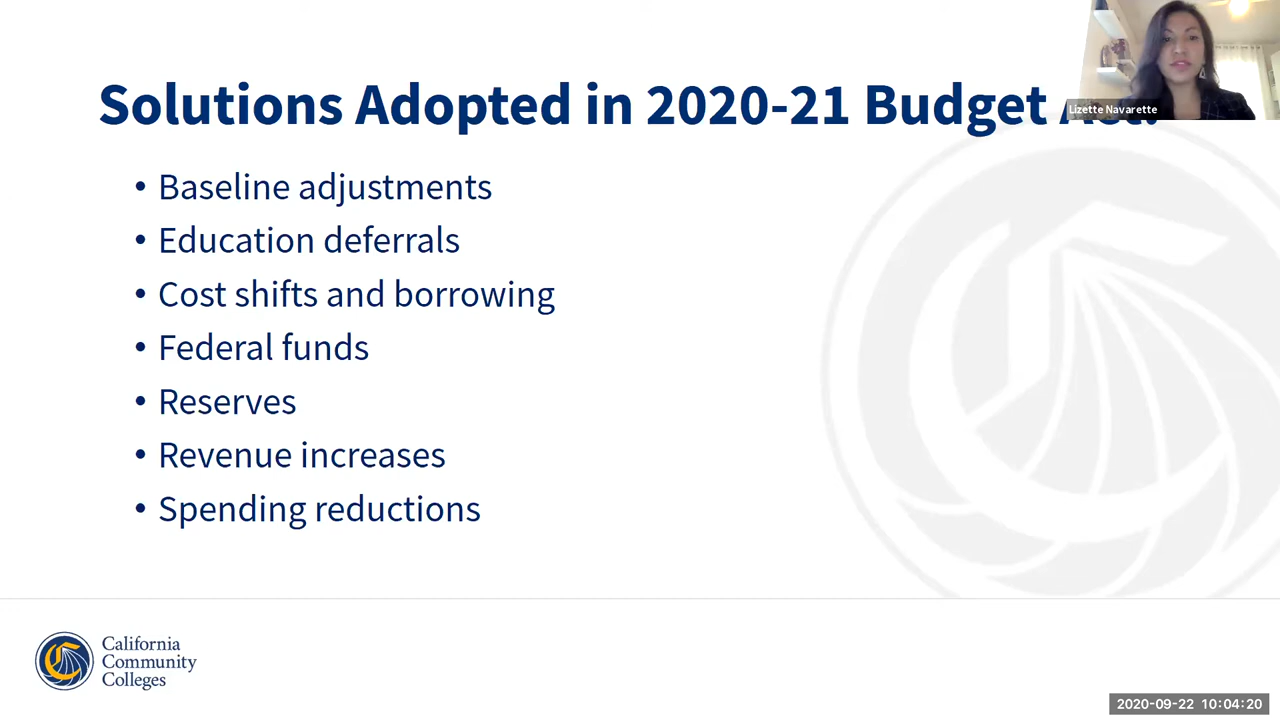 Solutions Adopted in 2020-21 Budget
Lizette Navarette
• Baseline adjustments
• Education deferrals
• Cost shifts and borrowing
• Federal funds
• Reserves
• Revenue increases
• Spending reductions
California
Community
Colleges
2020-09-22 10:04:20